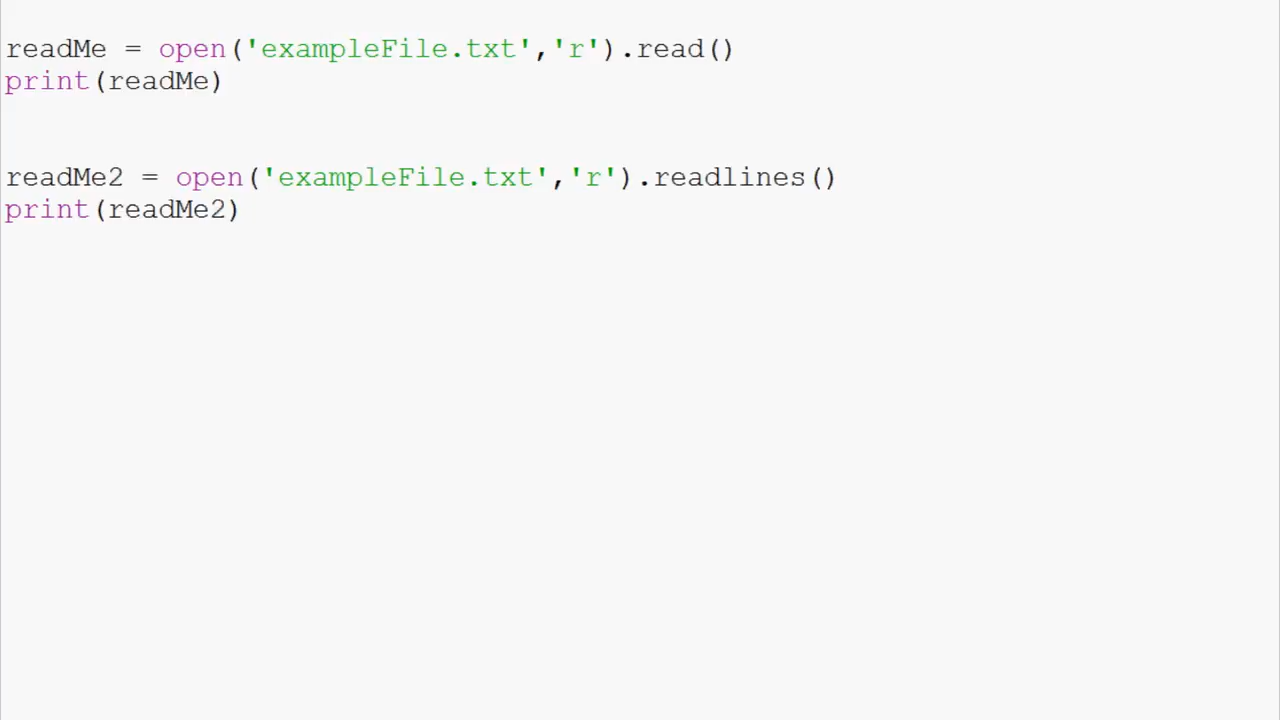 readMe = open('exampleFile.txt','r').read()
print(readMe)
readMe2 = open('exampleFile.txt','r').readlines()
print(readMe2)